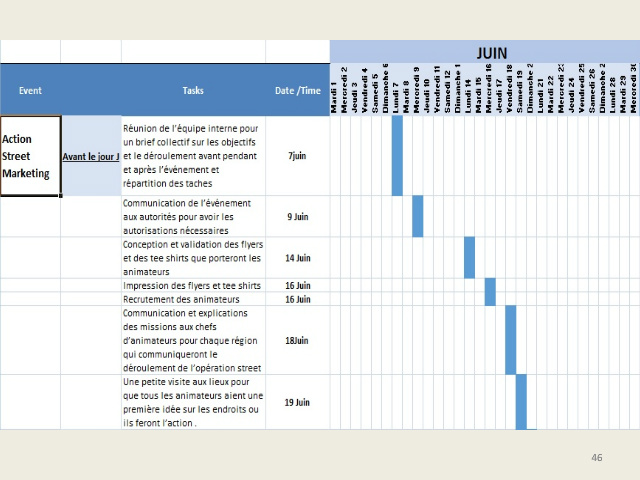 JUIN
Event
Tasks
Date /Time
Mardi 1
Mercredi 2
Jeudi 3
Vendredi 4
Samedi 5
Dimanche 6
Lundi 7
Mardi 8
Mercredi 9
Jeudi 10
Vendredi 11
Samedi 12
Dimanche 1
Lundi 14
Mardi 15
Mercredi 16
Jeudi 17
Vendredi 18
Samedi 19
Dimanche 2
Lundi 21
Mardi 22
Mercredi 23
Jeudi 24
Vendredi 25
Samedi 26
Dimanche 2
Lundi 28
Mardi 29
Mercredi 30
Action
Street
Marketing
Avant le jour J
Réunion de l'équipe interne pour
un brief collectif sur les objectifs
et le déroulement avant pendant
et après l'événement et
répartition des taches
7juin
Communication de l'événement
aux autorités pour avoir les
autorisations nécessaires
9 Juin
Conception et validation des flyers
et des tee shirts que porteront les
animateurs
14 Juin
Impression des flyers et tee shirts
16 Juin
Recrutement des animateurs
16 Juin
Communication et explications
des missions aux chefs
d'animateurs pour chaque région
qui communiqueront le
déroulement de l'opération street
18Juin
Une petite visite aux lieux pour
que tous les animateurs aient une
première idée sur les endroits ou
ils feront l'action .
19 Juin
46